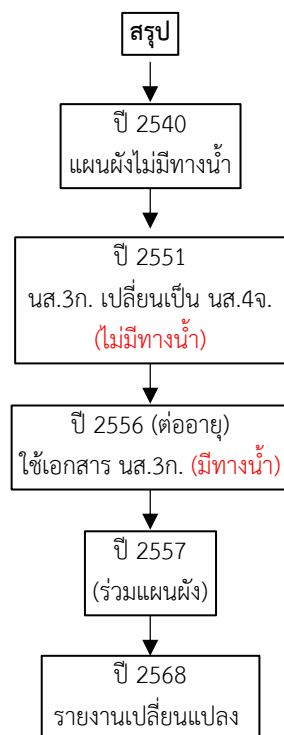 สรุป
ปี 2540
แผนผังไม่มีทางน้ำ
ปี 2551
นส.3ก. เปลี่ยนเป็น นส.4จ.
(ไม่มีทางน้ำ)
ปี 2556 (ต่ออายุ)
ใช้เอกสาร นส.3ก. (มีทางน้ำ)
ปี 2557
(ร่วมแผนผัง)
ปี 2568
รายงานเปลี่ยนแปลง